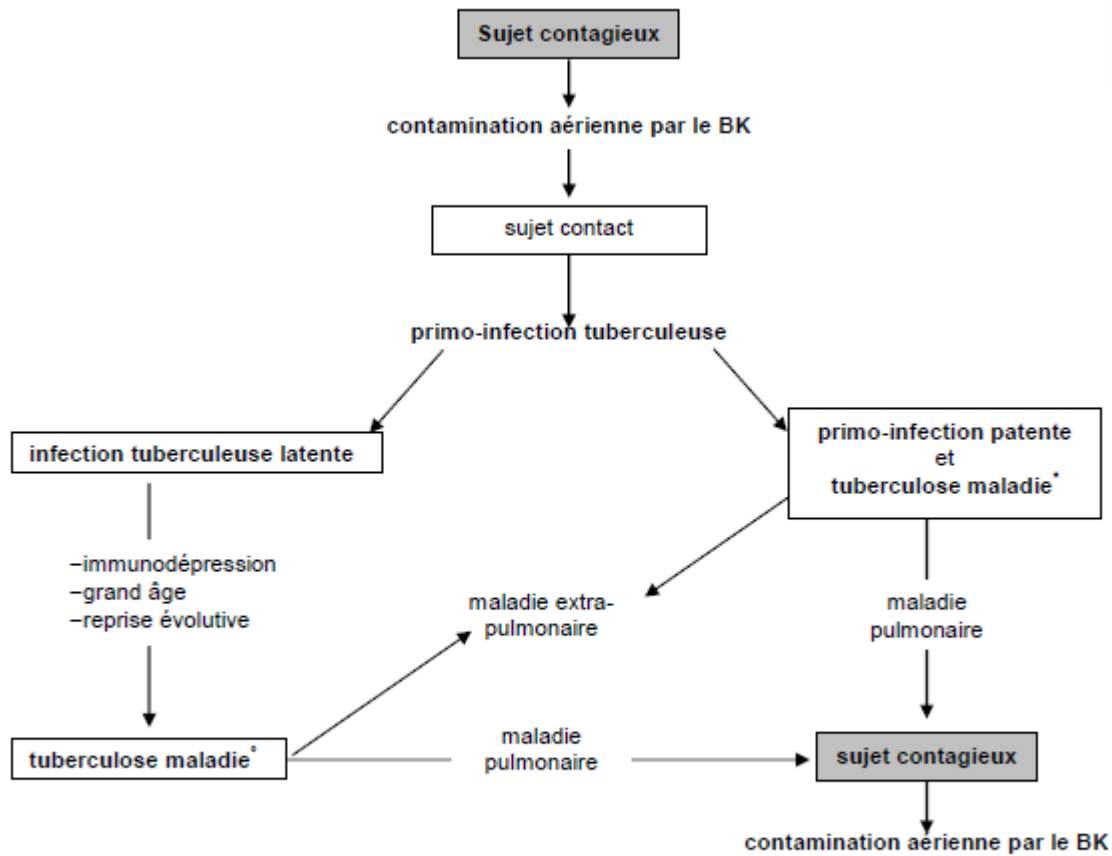 Sujet contagieux
contamination aérienne par le BK
sujet contact
primo-infection tuberculeuse
infection tuberculeuse latente
primo-infection patente
et
tuberculose maladie*
–immunodépression
–grand âge
–reprise évolutive
maladie extra-
pulmonaire
maladie
pulmonaire
tuberculose maladie*
maladie
pulmonaire
sujet contagieux
contamination aérienne par le BK